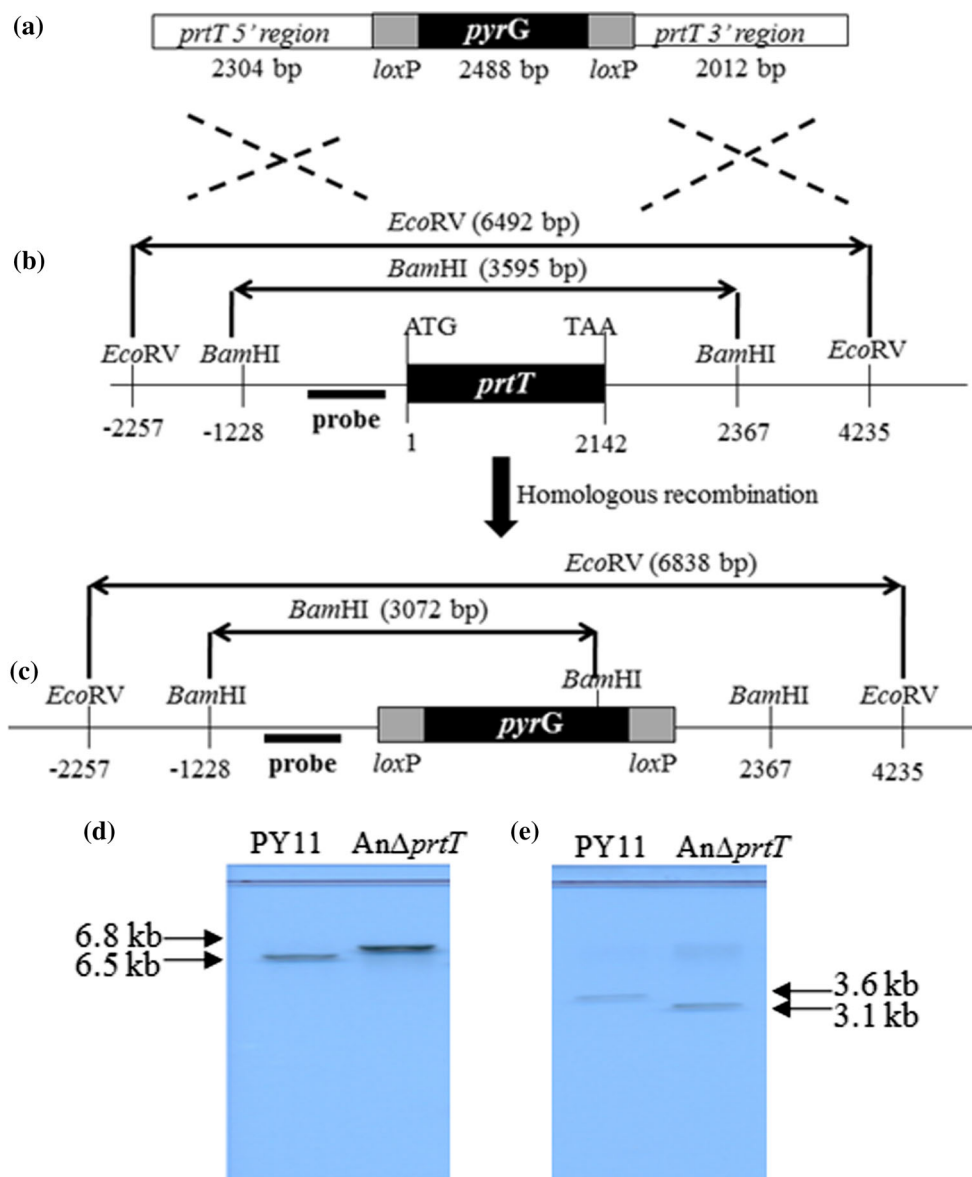 (a)
prtT 5' region pyrG prtT 3' region
2304 bp loxP 2488 bp loxP 2012 bp
EcoRV (6492 bp)
(b)
BamHI (3595 bp)
ATG TAA
EcoRV BamHI prtT BamHI EcoRV
-2257 -1228 probe 1 2142 2367 4235
Homologous recombination
EcoRV (6838 bp)
BamHI (3072 bp)
(c)
EcoRV BamHI BamHI BamHI EcoRV
pyrG
-2257 -1228 probe loxP loxP 2367 4235
(d) (e)
PY11 AnΔprtT PY11 AnΔprtT
6.8 kb
6.5 kb
3.6 kb
3.1 kb